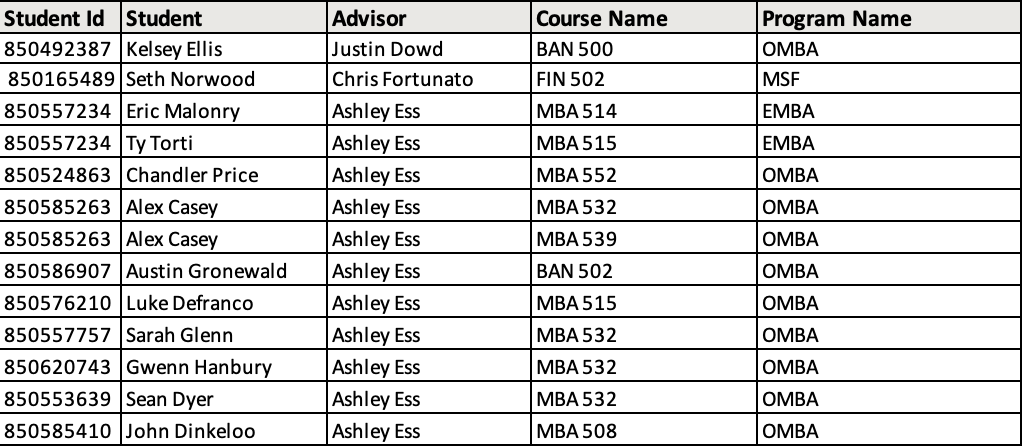 Student Id Student Advisor Course Name Program Name
850492387 Kelsey Ellis Justin Dowd BAN 500 OMBA
850165489 Seth Norwood Chris Fortunato FIN 502 MSF
850557234 Eric Malonry Ashley Ess MBA 514 EMBA
850557234 Ty Torti Ashley Ess MBA 515 EMBA
850524863 Chandler Price Ashley Ess MBA 552 OMBA
850585263 Alex Casey Ashley Ess MBA 532 OMBA
850585263 Alex Casey Ashley Ess MBA 539 OMBA
850586907 Austin Gronewald Ashley Ess BAN 502 OMBA
850576210 Luke Defranco Ashley Ess MBA 515 OMBA
850557757 Sarah Glenn Ashley Ess MBA 532 OMBA
850620743 Gwenn Hanbury Ashley Ess MBA 532 OMBA
850553639 Sean Dyer Ashley Ess MBA 532 OMBA
850585410 John Dinkeloo Ashley Ess MBA 508 OMBA